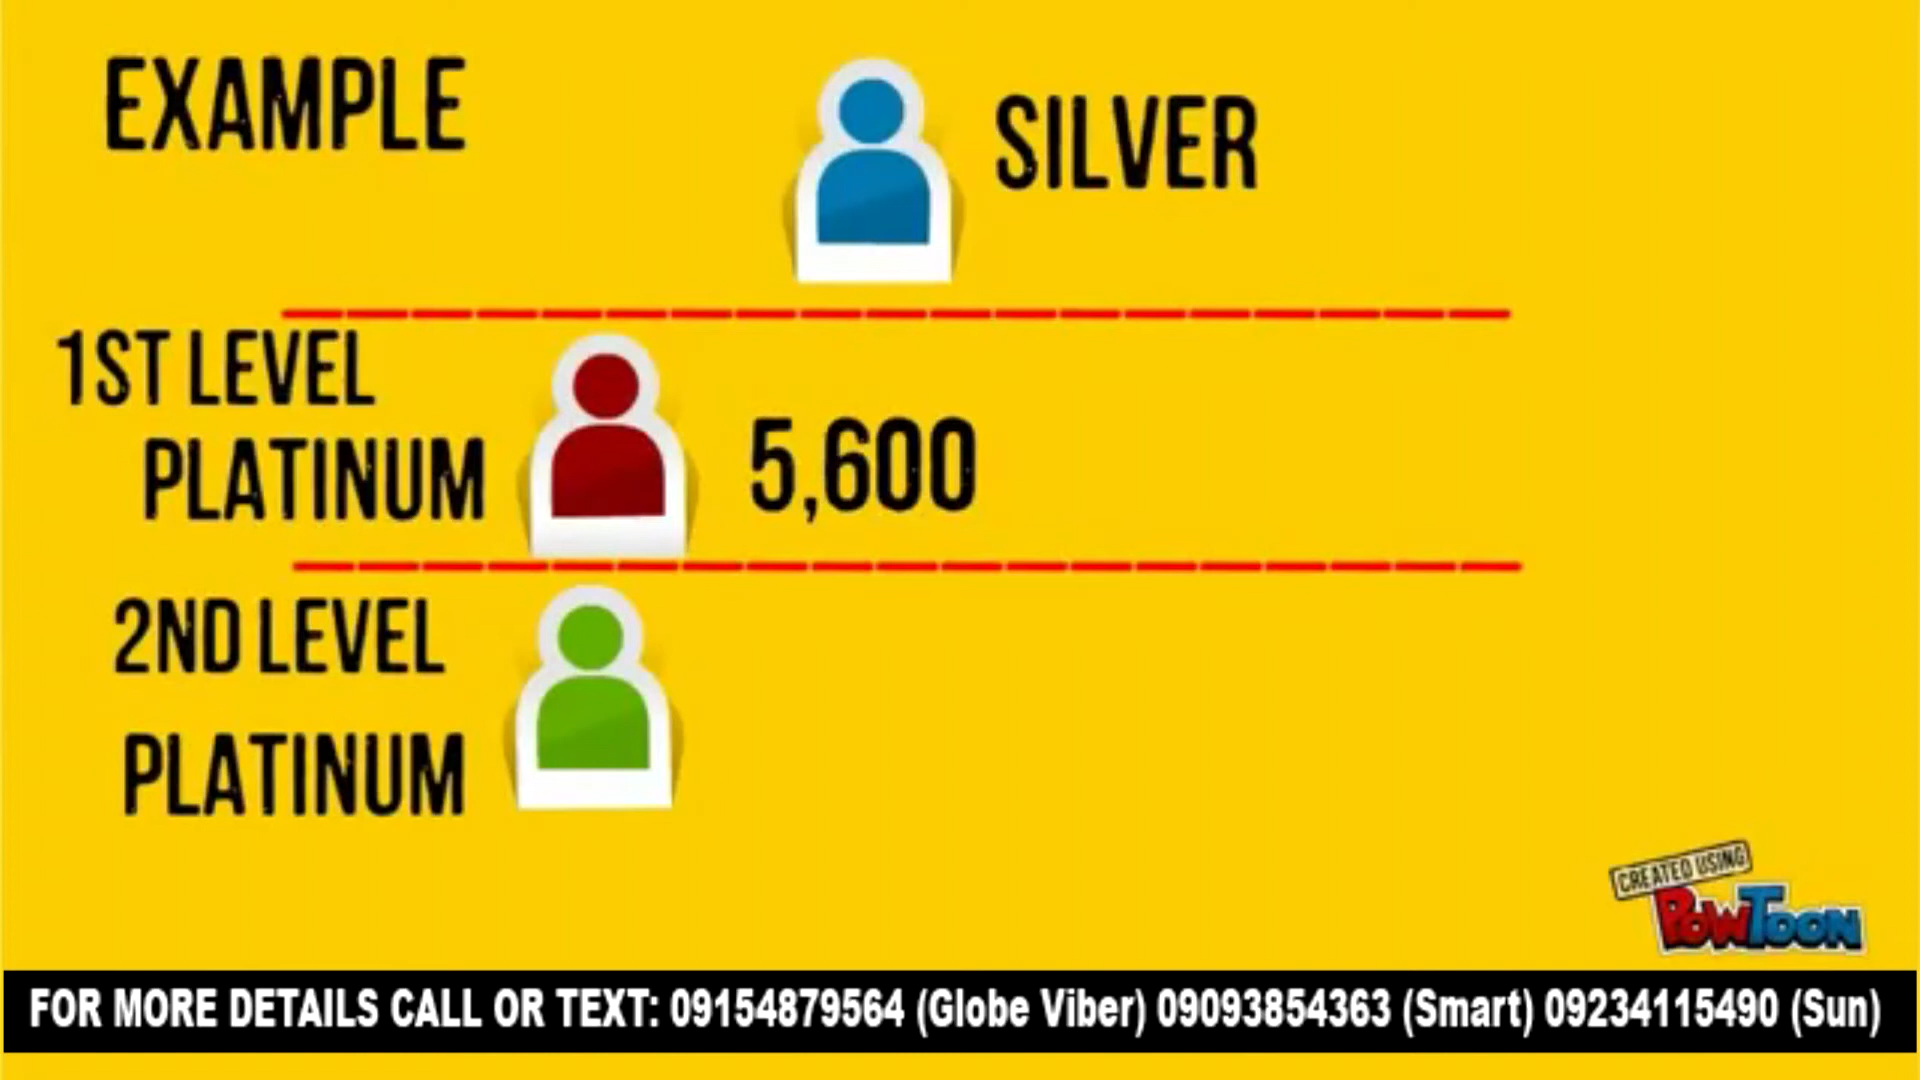 EXAMPLE
SILVER
1ST LEVEL
PLATINUM
5,600
2ND LEVEL
PLATINUM
CREATED USING
POWTOON
FOR MORE DETAILS CALL OR TEXT: 09154879564 (Globe Viber) 09093854363 (Smart) 09234115490 (Sun)